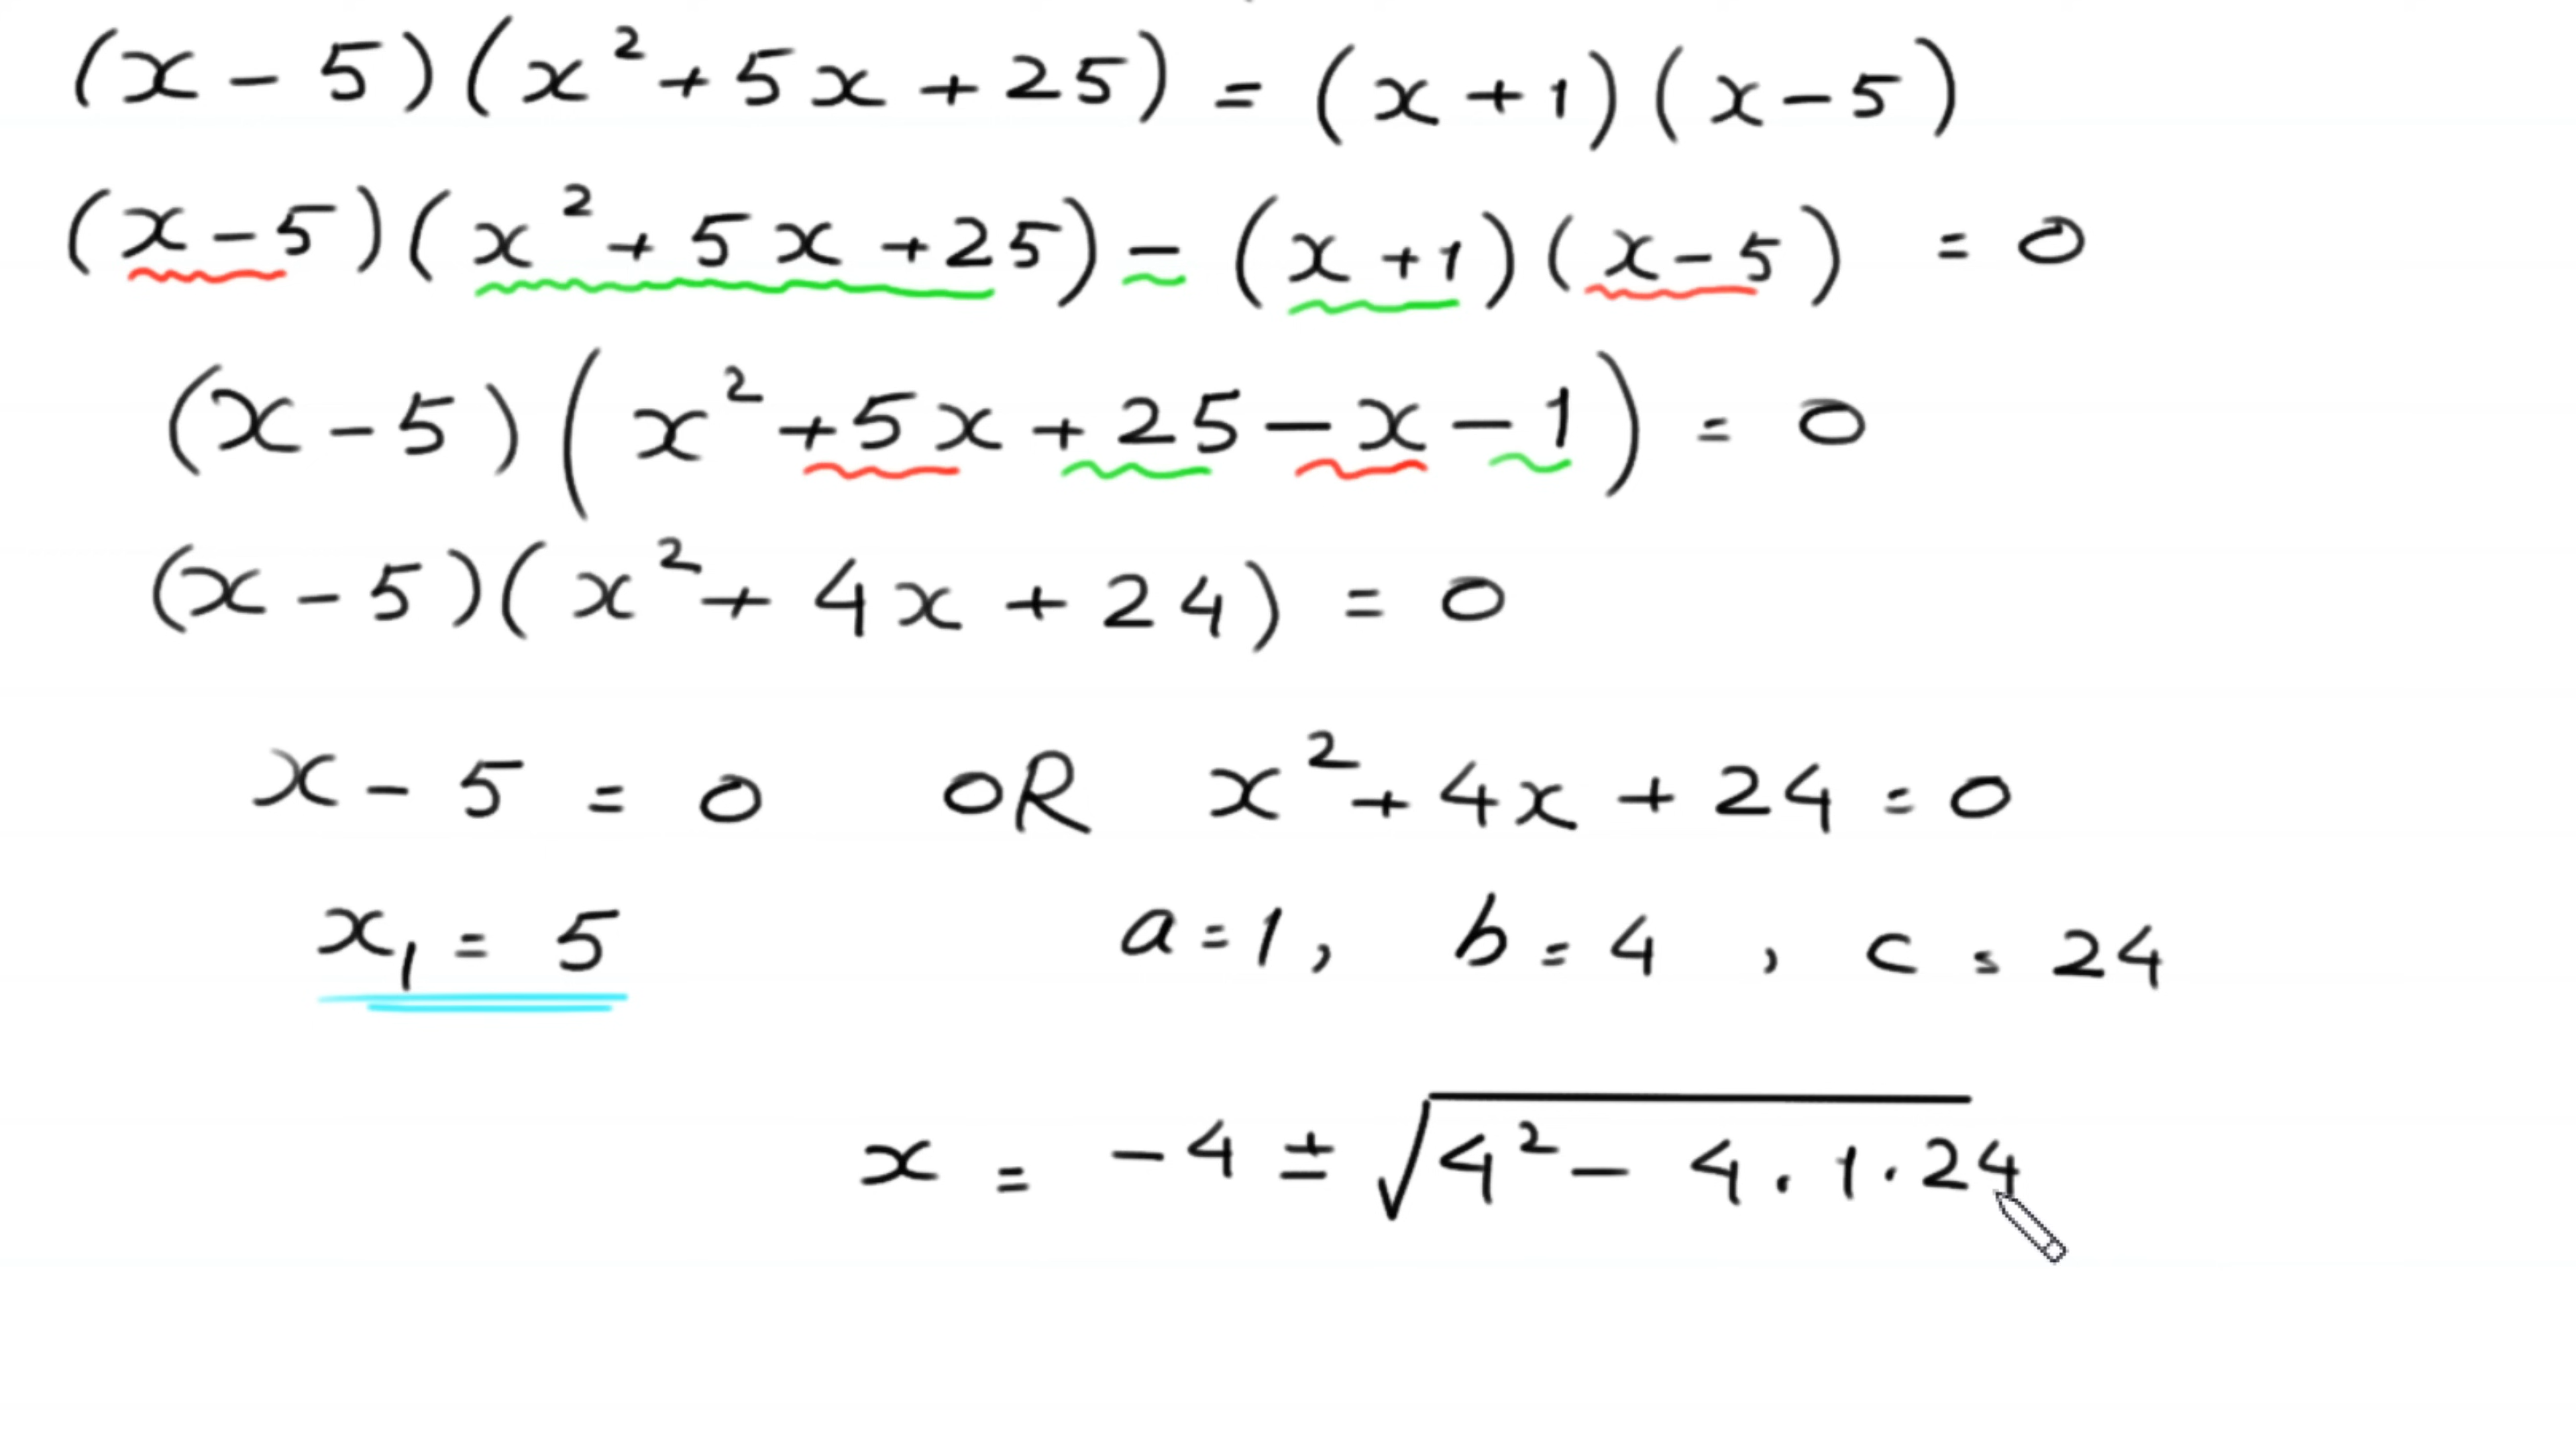 (x - 5)(x² + 5x + 25) = (x + 1)(x - 5)
(x - 5)(x² + 5x + 25) - (x + 1)(x - 5) = 0
(x - 5)(x² + 5x + 25 - x - 1) = 0
(x - 5)(x² + 4x + 24) = 0
x - 5 = 0 OR x² + 4x + 24 = 0
x₁ = 5 a = 1, b = 4, c = 24
x = -4 ± √4² - 4 · 1 · 24